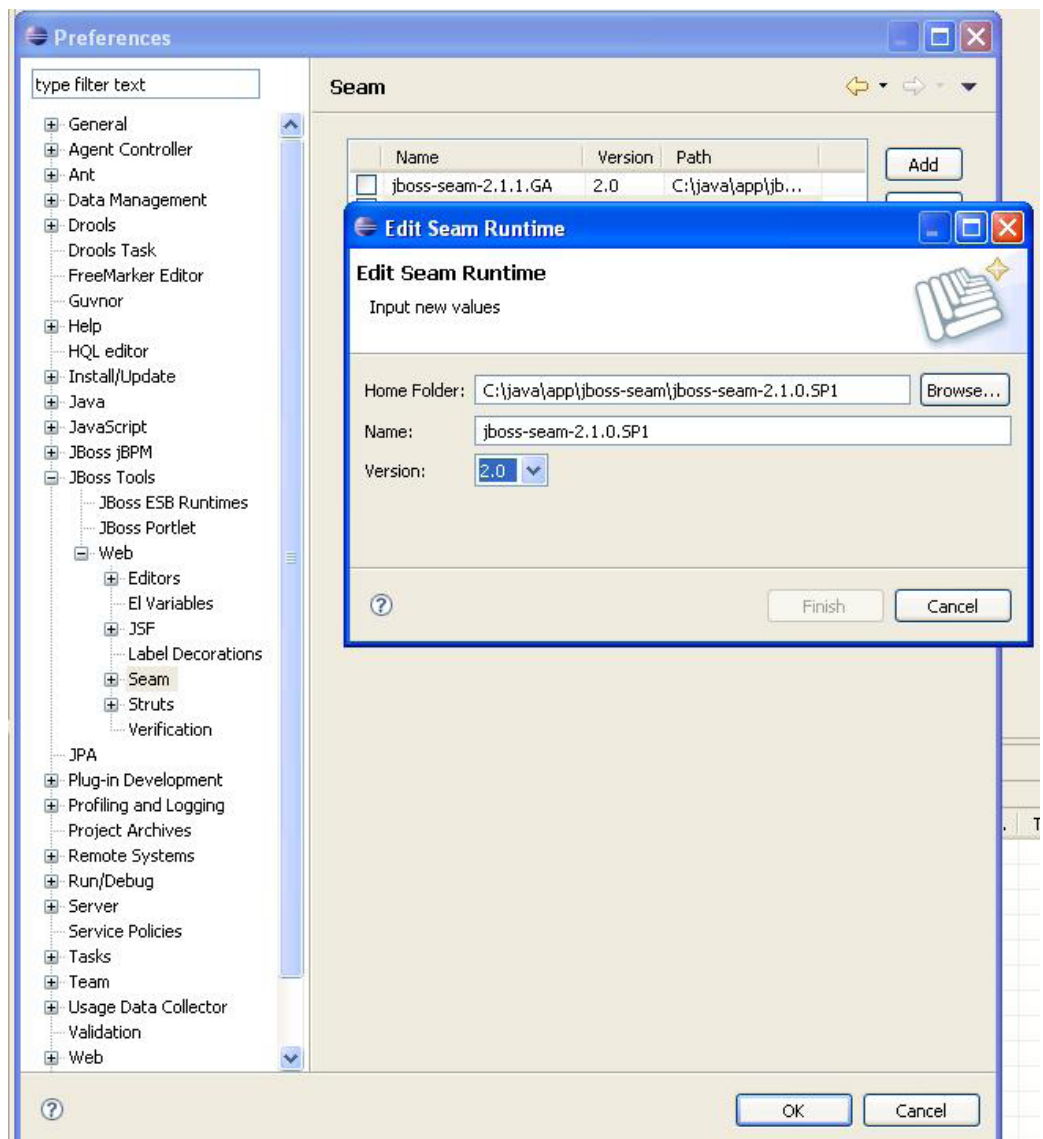 Preferences
type filter text
General
Agent Controller
Ant
Data Management
Drools
Drools Task
FreeMarker Editor
Guvnor
Help
HQL editor
Install/Update
Java
JavaScript
JBoss jBPM
JBoss Tools
JBoss ESB Runtimes
JBoss Portlet
Web
Editors
El Variables
JSF
Label Decorations
Seam
Struts
Verification
JPA
Plug-in Development
Profiling and Logging
Project Archives
Remote Systems
Run/Debug
Server
Service Policies
Tasks
Team
Usage Data Collector
Validation
Web
Seam
Name Version Path
jboss-seam-2.1.1.GA 2.0 C:\java\app\jb...
Add
Edit Seam Runtime
Edit Seam Runtime
Input new values
Home Folder: C:\java\app\jboss-seam\jboss-seam-2.1.0.SP1 Browse...
Name: jboss-seam-2.1.0.SP1
Version: 2.0
Finish Cancel
OK Cancel